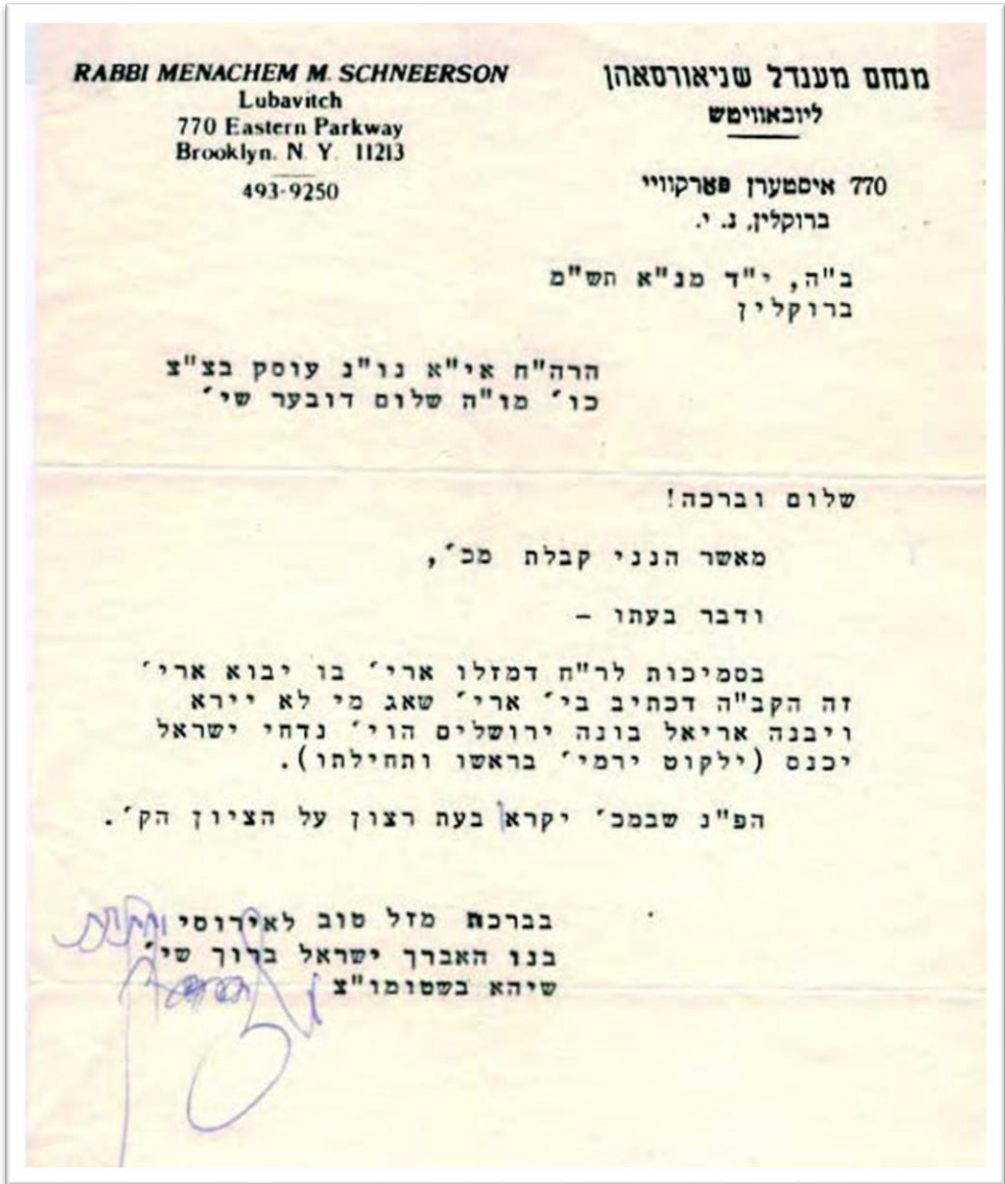 RABBI MENACHEM M. SCHNEERSON
Lubavitch
770 Eastern Parkway
Brooklyn. N. Y. 11213
493-9250
מנחם מענדל שניאורסאהן
ליובאוויטש
770 איסטערן פארקוויי
ברוקלין, נ. י.
ב"ה, י"ד מנ"א תש"מ
ברוקלין
הרה"ח אי"א נו"נ עוסק בצ"צ
כו' מו"ה שלום דובער שי'
שלום וברכה!
מאשר הנני קבלת מכ',
ודבר בעתו –
בסמיכות לר"ח דמזלו ארי' בו יבוא ארי'
זה הקב"ה דכתיב בי' ארי' שאג מי לא יירא
ויבנה אריאל בונה ירושלים הוי' נדחי ישראל
יכנס (ילקוט ירמי' בראשו ותחילתו).
הפ"נ שבמכ' יקרא בעת רצון על הציון הק'.
בברכת מזל טוב לאירוסי
בנו האברך ישראל ברוך שי'
שיהא בשטומו"צ